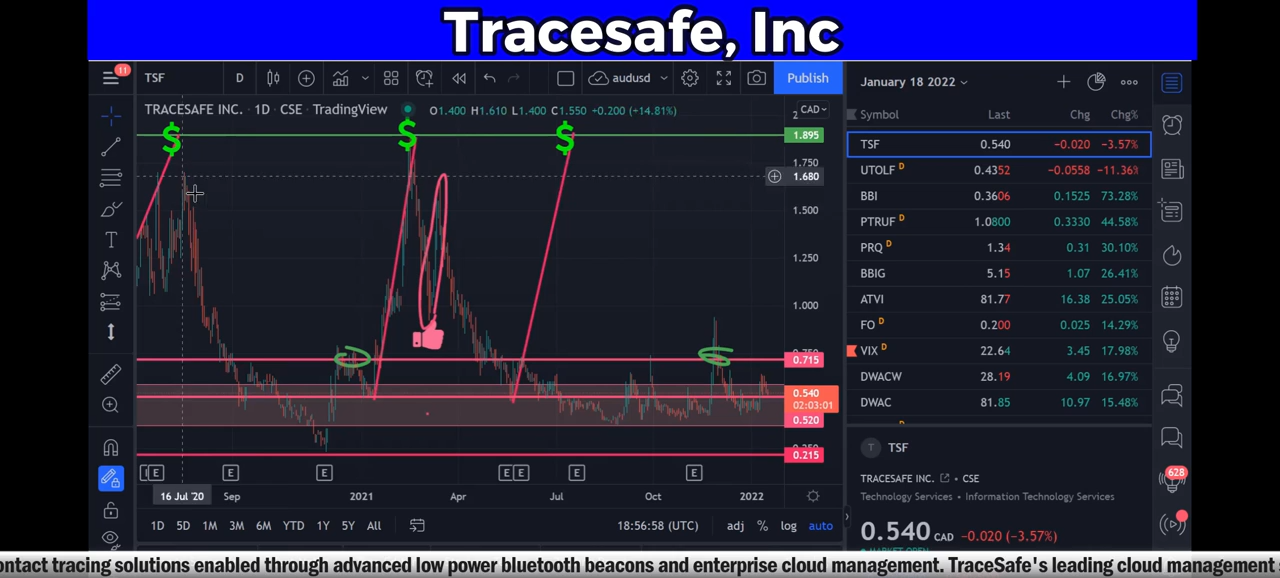 Tracesafe, Inc
11
TSF
D
audusd
Publish
TRACESAFE INC. · 1D · CSE · TradingView
O1.400 H1.610 L1.400 C1.550 +0.200 (+14.81%)
CAD
2
1.895
1.750
1.680
1.500
1.250
1.000
0.715
0.540
02:03:01
0.520
0.215
$ $ $
E E E E E E E
16 Jul '20 Sep 2021 Apr Jul Oct 2022
1D 5D 1M 3M 6M YTD 1Y 5Y All
18:56:58 (UTC) adj % log auto
January 18 2022
Symbol Last Chg Chg%
TSF 0.540 −0.020 −3.57%
UTOLF D 0.4352 −0.0558 −11.36%
BBI 0.3606 0.1525 73.28%
PTRUF D 1.0800 0.3330 44.58%
PRQ D 1.34 0.31 30.10%
BBIG 5.15 1.07 26.41%
ATVI 81.77 16.38 25.05%
FO D 0.200 0.025 14.29%
VIX D 22.64 3.45 17.98%
DWACW 28.19 4.09 16.97%
DWAC 81.85 10.97 15.48%
T TSF
TRACESAFE INC. · CSE
Technology Services · Information Technology Services
0.540 CAD −0.020 (−3.57%)
628
ontact tracing solutions enabled through advanced low power bluetooth beacons and enterprise cloud management. TraceSafe's leading cloud management